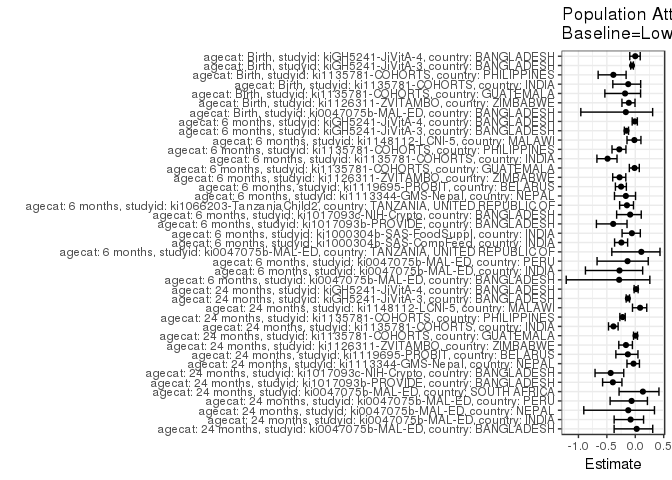 Population Att
Baseline=Low
agecat: Birth, studyid: kiGH5241-JiVitA-4, country: BANGLADESH
agecat: Birth, studyid: kiGH5241-JiVitA-3, country: BANGLADESH
agecat: Birth, studyid: ki1135781-COHORTS, country: PHILIPPINES
agecat: Birth, studyid: ki1135781-COHORTS, country: INDIA
agecat: Birth, studyid: ki1135781-COHORTS, country: GUATEMALA
agecat: Birth, studyid: ki1126311-ZVITAMBO, country: ZIMBABWE
agecat: Birth, studyid: ki0047075b-MAL-ED, country: BANGLADESH
agecat: 6 months, studyid: kiGH5241-JiVitA-4, country: BANGLADESH
agecat: 6 months, studyid: kiGH5241-JiVitA-3, country: BANGLADESH
agecat: 6 months, studyid: ki1148112-LCNI-5, country: MALAWI
agecat: 6 months, studyid: ki1135781-COHORTS, country: PHILIPPINES
agecat: 6 months, studyid: ki1135781-COHORTS, country: INDIA
agecat: 6 months, studyid: ki1135781-COHORTS, country: GUATEMALA
agecat: 6 months, studyid: ki1126311-ZVITAMBO, country: ZIMBABWE
agecat: 6 months, studyid: ki1119695-PROBIT, country: BELARUS
agecat: 6 months, studyid: ki1113344-GMS-Nepal, country: NEPAL
agecat: 6 months, studyid: ki1066203-TanzaniaChild2, country: TANZANIA, UNITED REPUBLIC OF
agecat: 6 months, studyid: ki1017093c-NIH-Crypto, country: BANGLADESH
agecat: 6 months, studyid: ki1017093b-PROVIDE, country: BANGLADESH
agecat: 6 months, studyid: ki1000304b-SAS-FoodSuppl, country: INDIA
agecat: 6 months, studyid: ki1000304b-SAS-CompFeed, country: INDIA
agecat: 6 months, studyid: ki0047075b-MAL-ED, country: TANZANIA, UNITED REPUBLIC OF
agecat: 6 months, studyid: ki0047075b-MAL-ED, country: PERU
agecat: 6 months, studyid: ki0047075b-MAL-ED, country: INDIA
agecat: 6 months, studyid: ki0047075b-MAL-ED, country: BANGLADESH
agecat: 24 months, studyid: kiGH5241-JiVitA-4, country: BANGLADESH
agecat: 24 months, studyid: kiGH5241-JiVitA-3, country: BANGLADESH
agecat: 24 months, studyid: ki1148112-LCNI-5, country: MALAWI
agecat: 24 months, studyid: ki1135781-COHORTS, country: PHILIPPINES
agecat: 24 months, studyid: ki1135781-COHORTS, country: INDIA
agecat: 24 months, studyid: ki1135781-COHORTS, country: GUATEMALA
agecat: 24 months, studyid: ki1126311-ZVITAMBO, country: ZIMBABWE
agecat: 24 months, studyid: ki1119695-PROBIT, country: BELARUS
agecat: 24 months, studyid: ki1113344-GMS-Nepal, country: NEPAL
agecat: 24 months, studyid: ki1017093c-NIH-Crypto, country: BANGLADESH
agecat: 24 months, studyid: ki1017093b-PROVIDE, country: BANGLADESH
agecat: 24 months, studyid: ki0047075b-MAL-ED, country: SOUTH AFRICA
agecat: 24 months, studyid: ki0047075b-MAL-ED, country: PERU
agecat: 24 months, studyid: ki0047075b-MAL-ED, country: NEPAL
agecat: 24 months, studyid: ki0047075b-MAL-ED, country: INDIA
agecat: 24 months, studyid: ki0047075b-MAL-ED, country: BANGLADESH
-1.0 -0.5 0.0 0.5
Estimate